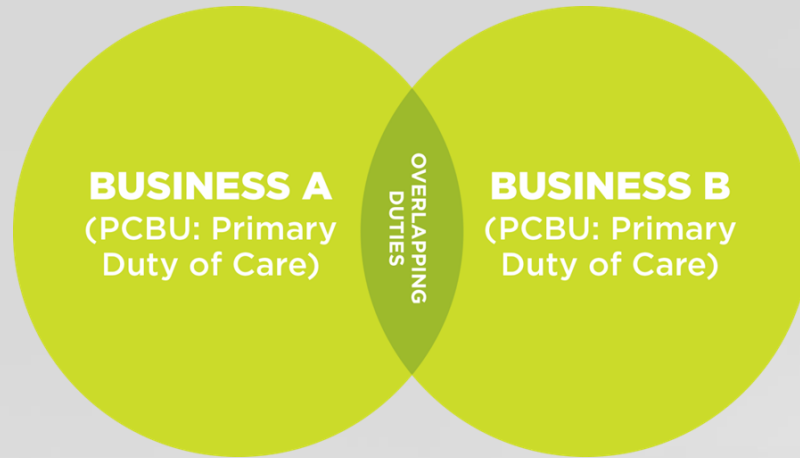 BUSINESS A
(PCBU: Primary
Duty of Care)
OVERLAPPING
DUTIES
BUSINESS B
(PCBU: Primary
Duty of Care)